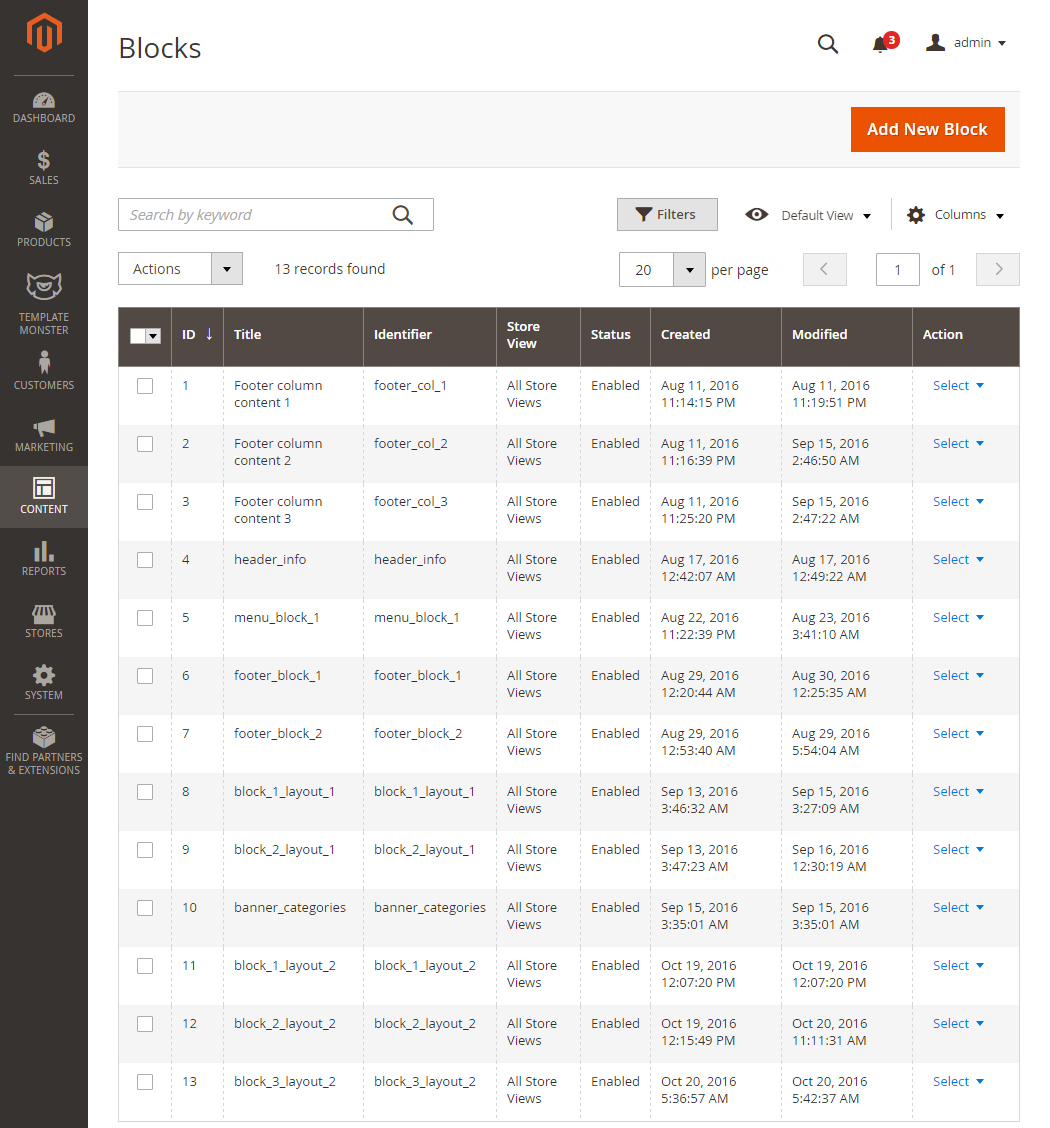 Blocks
3
admin
DASHBOARD
SALES
PRODUCTS
TEMPLATE
MONSTER
CUSTOMERS
MARKETING
CONTENT
REPORTS
STORES
SYSTEM
FIND PARTNERS
& EXTENSIONS
Add New Block
Search by keyword
Filters
Default View
Columns
Actions
13 records found
20
per page
1
of 1
ID ↓ Title Identifier Store View Status Created Modified Action
1 Footer column footer_col_1 All Store Enabled Aug 11, 2016 Aug 11, 2016 Select
content 1 Views 11:14:15 PM 11:19:51 PM
2 Footer column footer_col_2 All Store Enabled Aug 11, 2016 Sep 15, 2016 Select
content 2 Views 11:16:39 PM 2:46:50 AM
3 Footer column footer_col_3 All Store Enabled Aug 11, 2016 Sep 15, 2016 Select
content 3 Views 11:25:20 PM 2:47:22 AM
4 header_info header_info All Store Enabled Aug 17, 2016 Aug 17, 2016 Select
Views 12:42:07 AM 12:49:22 AM
5 menu_block_1 menu_block_1 All Store Enabled Aug 22, 2016 Aug 23, 2016 Select
Views 11:22:39 PM 3:41:10 AM
6 footer_block_1 footer_block_1 All Store Enabled Aug 29, 2016 Aug 30, 2016 Select
Views 12:20:44 AM 12:25:35 AM
7 footer_block_2 footer_block_2 All Store Enabled Aug 29, 2016 Aug 29, 2016 Select
Views 12:53:40 AM 5:54:04 AM
8 block_1_layout_1 block_1_layout_1 All Store Enabled Sep 13, 2016 Sep 15, 2016 Select
Views 3:46:32 AM 3:27:09 AM
9 block_2_layout_1 block_2_layout_1 All Store Enabled Sep 13, 2016 Sep 16, 2016 Select
Views 3:47:23 AM 12:30:19 AM
10 banner_categories banner_categories All Store Enabled Sep 15, 2016 Sep 15, 2016 Select
Views 3:35:01 AM 3:35:01 AM
11 block_1_layout_2 block_1_layout_2 All Store Enabled Oct 19, 2016 Oct 19, 2016 Select
Views 12:07:20 PM 12:07:20 PM
12 block_2_layout_2 block_2_layout_2 All Store Enabled Oct 19, 2016 Oct 20, 2016 Select
Views 12:15:49 PM 11:11:31 AM
13 block_3_layout_2 block_3_layout_2 All Store Enabled Oct 20, 2016 Oct 20, 2016 Select
Views 5:36:57 AM 5:42:37 AM